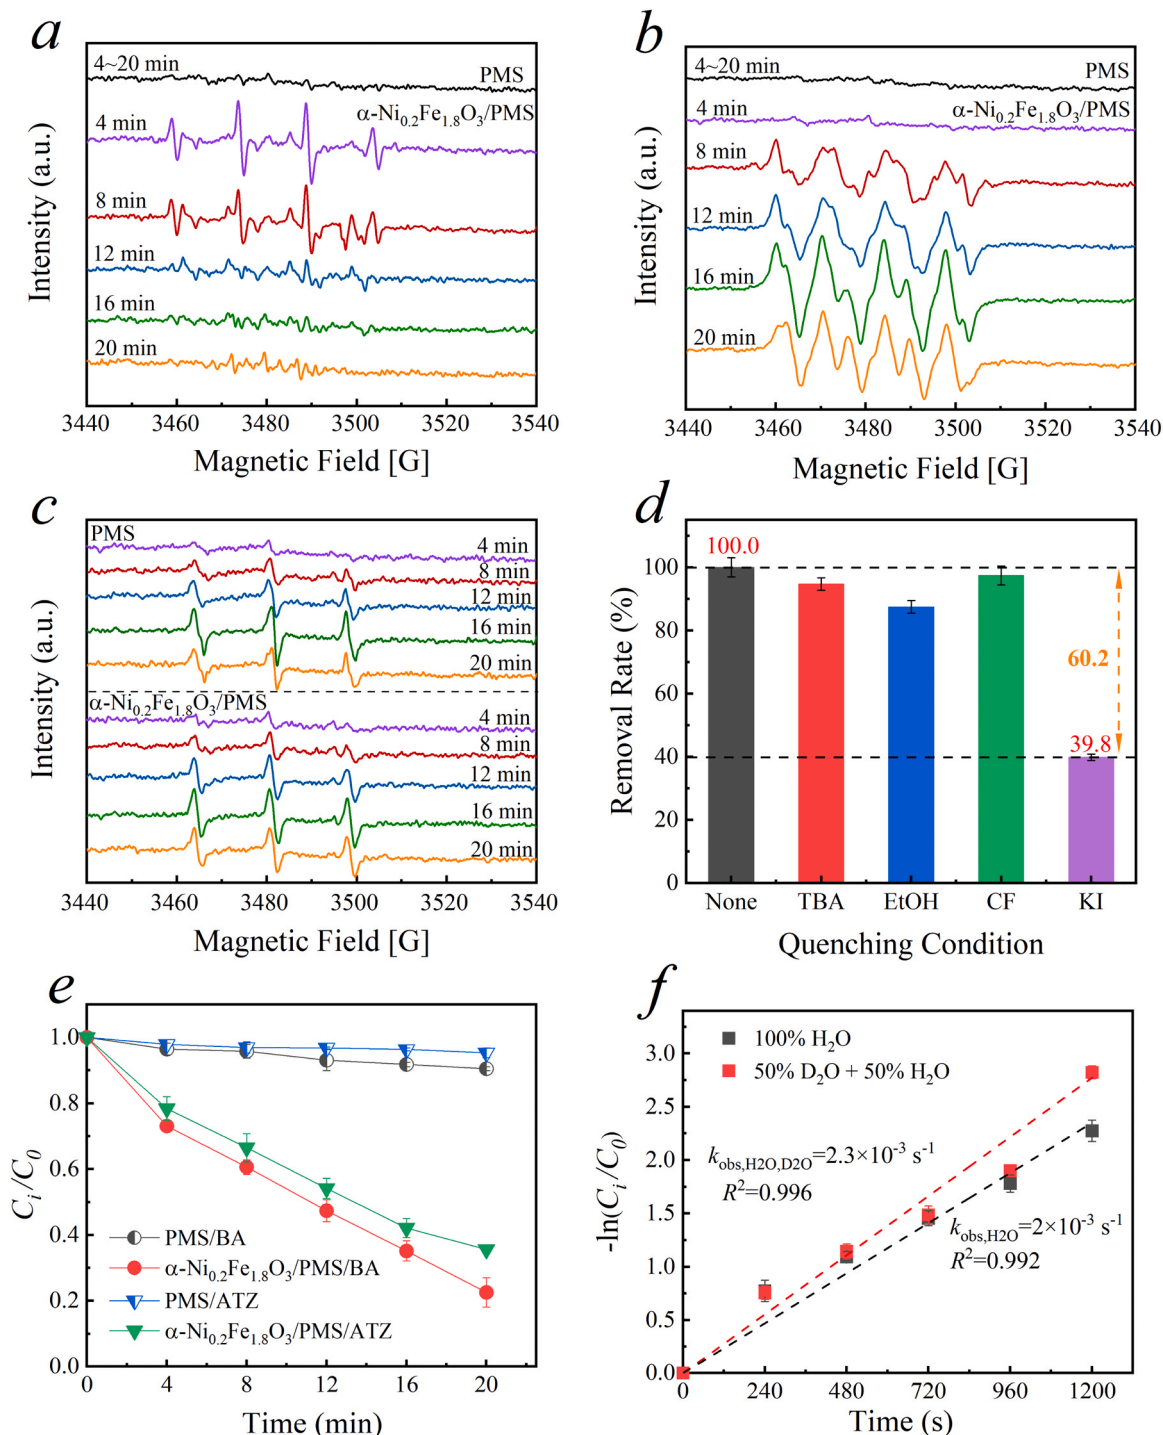 a
4~20 min
PMS
α-Ni0.2Fe1.8O3/PMS
4 min
8 min
12 min
16 min
20 min
Intensity (a.u.)
3440 3460 3480 3500 3520 3540
Magnetic Field [G]
b
4~20 min
PMS
4 min
α-Ni0.2Fe1.8O3/PMS
8 min
12 min
16 min
20 min
Intensity (a.u.)
3440 3460 3480 3500 3520 3540
Magnetic Field [G]
c
PMS
4 min
8 min
12 min
16 min
20 min
α-Ni0.2Fe1.8O3/PMS
4 min
8 min
12 min
16 min
20 min
Intensity (a.u.)
3440 3460 3480 3500 3520 3540
Magnetic Field [G]
d
100.0
60.2
39.8
100
80
60
40
20
0
Removal Rate (%)
None TBA EtOH CF KI
Quenching Condition
e
1.0
0.8
0.6
0.4
0.2
0.0
Ci/C0
PMS/BA
α-Ni0.2Fe1.8O3/PMS/BA
PMS/ATZ
α-Ni0.2Fe1.8O3/PMS/ATZ
0 4 8 12 16 20
Time (min)
f
3.0
2.5
2.0
1.5
1.0
0.5
0.0
-ln(Ci/C0)
100% H2O
50% D2O + 50% H2O
kobs,H2O,D2O=2.3×10-3 s-1
R2=0.996
kobs,H2O=2×10-3 s-1
R2=0.992
0 240 480 720 960 1200
Time (s)